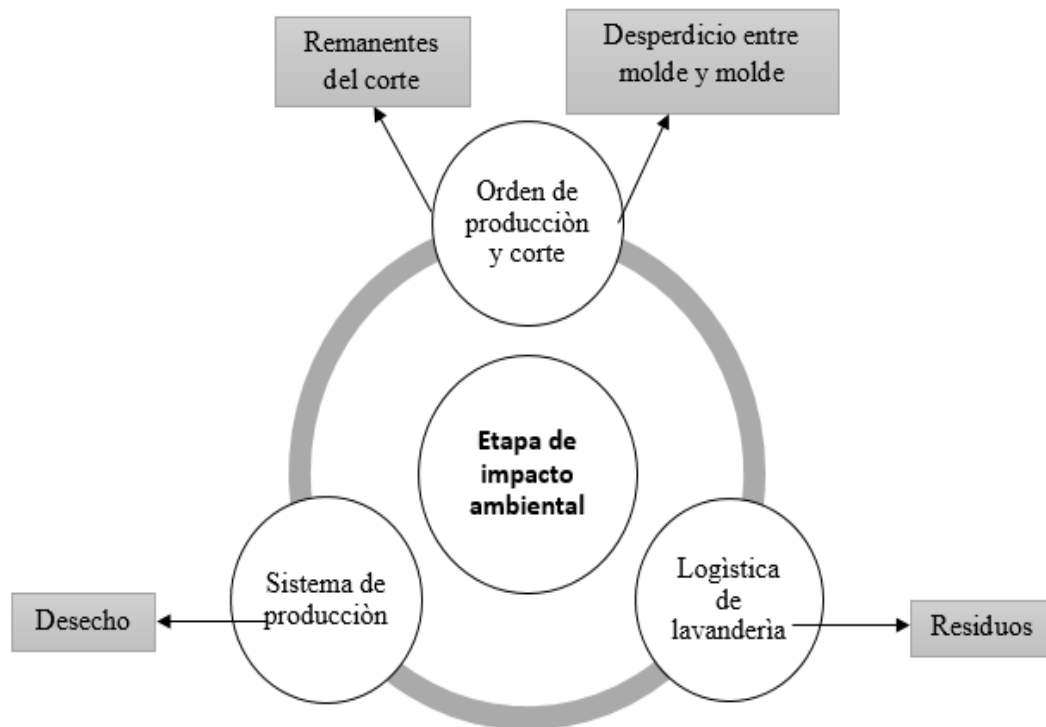 Remanentes
del corte
Desperdicio entre
molde y molde
Orden de
producciòn
y corte
Etapa de
impacto
ambiental
Sistema de
producciòn
Logìstica
de
lavanderìa
Desecho
Residuos